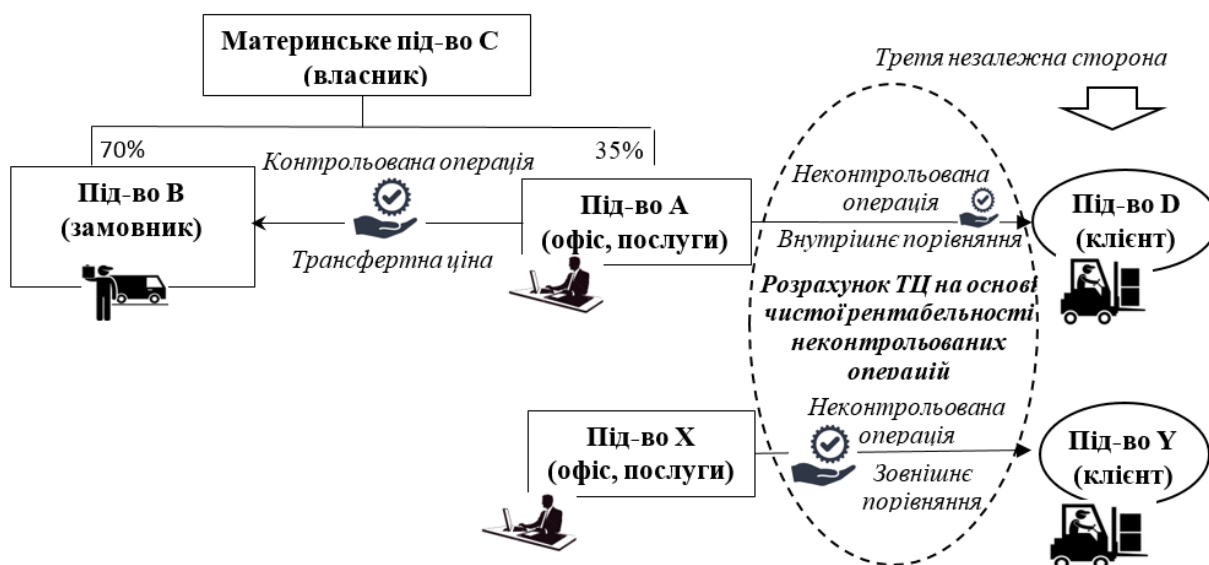 Материнське під-во С
(власник)
Третя незалежна сторона
70%
Контрольована операція
35%
Під-во В
(замовник)
Трансфертна ціна
Під-во А
(офіс, послуги)
Неконтрольована
операція
Внутрішнє порівняння
Під-во D
(клієнт)
Розрахунок ТЦ на основі
чистої рентабельності
неконтрольованих
операцій
Під-во Х
(офіс, послуги)
Неконтрольована
операція
Зовнішнє
порівняння
Під-во Y
(клієнт)